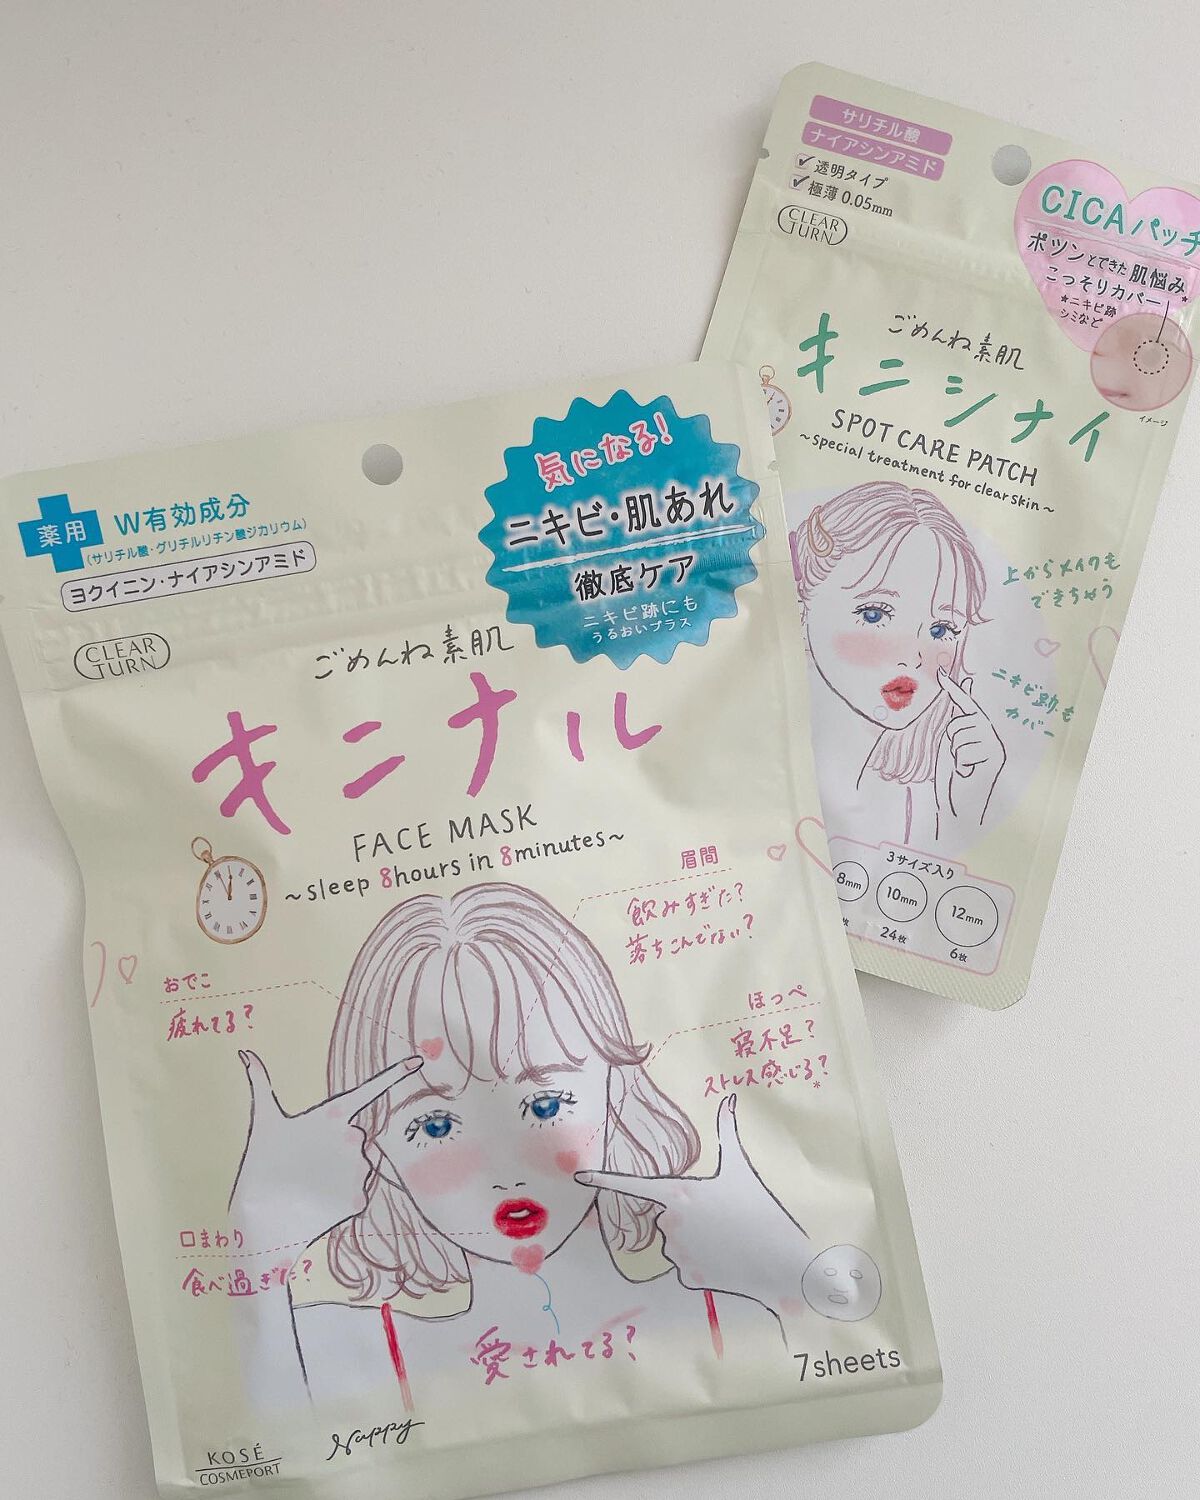 サリチル酸
ナイアシンアミド
✓透明タイプ
✓極薄 0.05mm
CLEAR
TURN
CICAパッチ
ポツンとできた肌悩み*
こっそりカバー
*ニキビ跡
シミなど
イメージ
ごめんね素肌
キニシナイ
SPOT CARE PATCH
~special treatment for clear skin~
上からメイクも
できちゃう
ニキビ跡も
カバー
3サイズ入り
8mm
10mm
12mm
枚
24枚
6枚
薬用
W有効成分
(サリチル酸・グリチルリチン酸ジカリウム)
ヨクイニン・ナイアシンアミド
気になる!
ニキビ・肌あれ
徹底ケア
ニキビ跡にも
うるおいプラス
CLEAR
TURN
ごめんね素肌
キニナル
FACE MASK
~sleep 8hours in 8minutes~
眉間
飲みすぎた?
落ちこんでない?
おでこ
疲れてる?
ほっぺ
寝不足?
ストレス感じる?*
口まわり
食べ過ぎた?
愛されてる?
7sheets
Nappy
KOSÉ
COSMEPORT